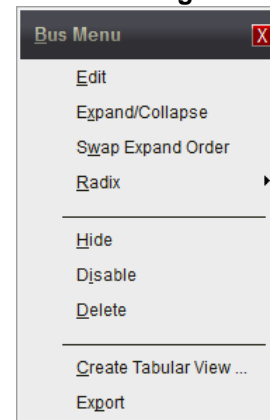 Bus Menu X
Edit
Expand/Collapse
Swap Expand Order
Radix
Hide
Disable
Delete
Create Tabular View ...
Export